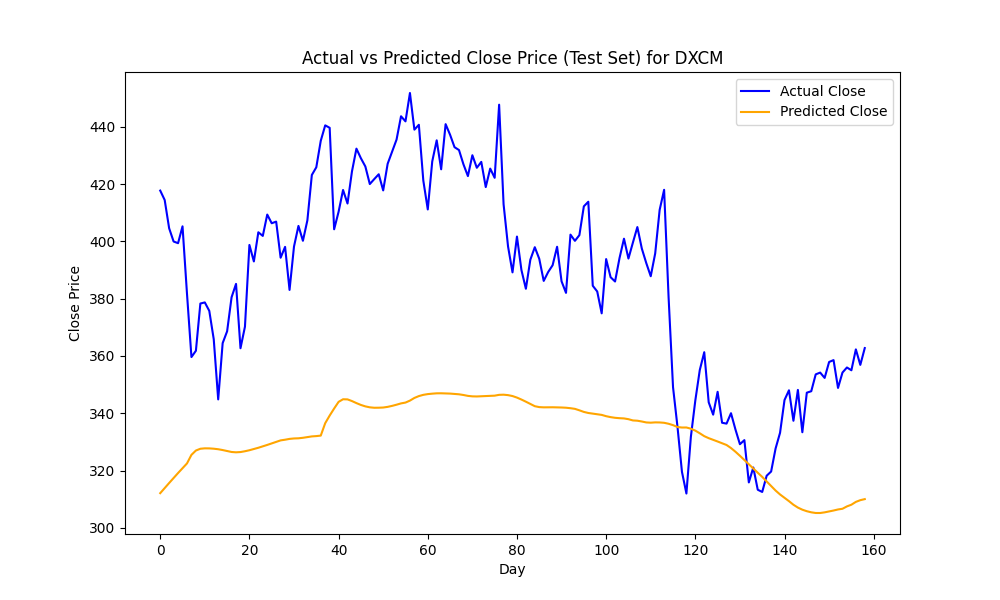 Actual vs Predicted Close Price (Test Set) for DXCM
Actual Close
Predicted Close
Close Price
440
420
400
380
360
340
320
300
0 20 40 60 80 100 120 140 160
Day